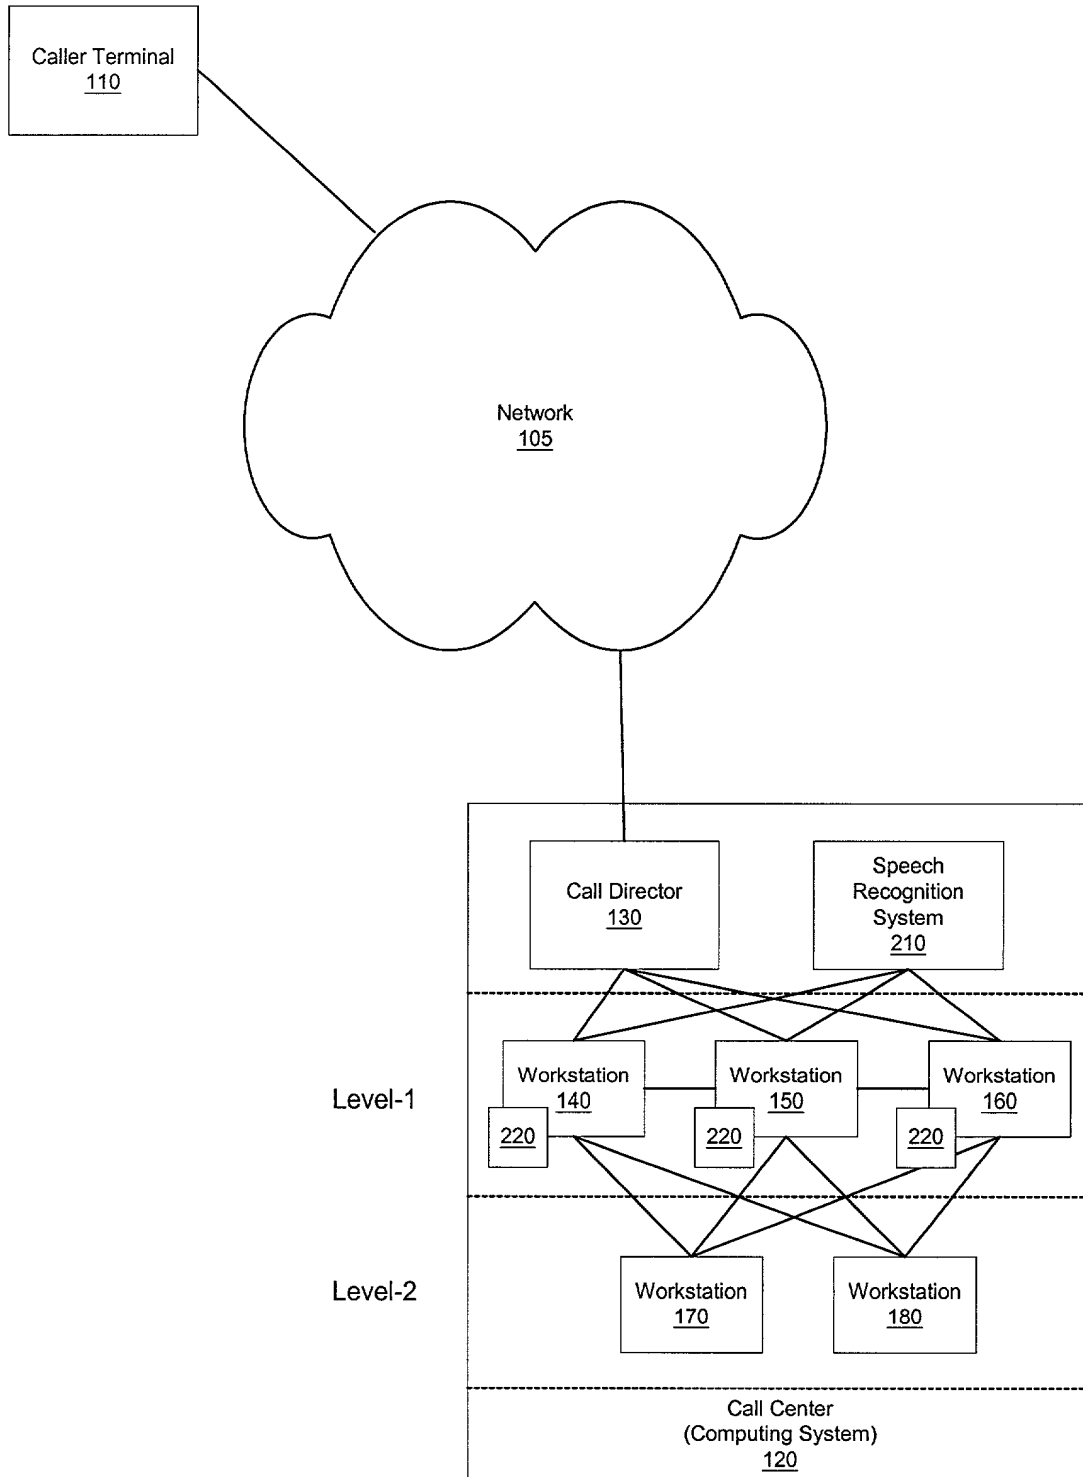 Caller Terminal
110
Network
105
Call Director
130
Speech
Recognition
System
210
Level-1
Workstation
140
220
Workstation
150
220
Workstation
160
220
Level-2
Workstation
170
Workstation
180
Call Center
(Computing System)
120